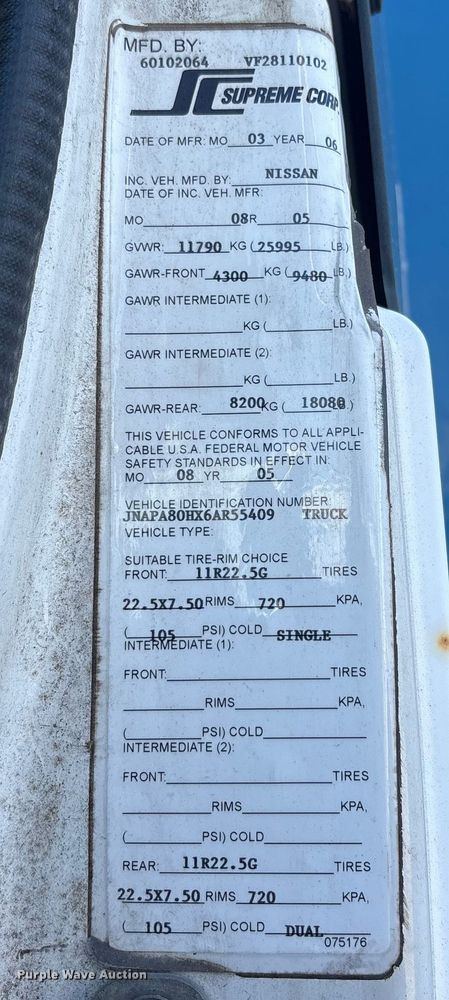 MFD. BY:
60102064 VF28110102
SUPREME CORP.
DATE OF MFR: MO 03 YEAR 06
INC. VEH. MFD. BY: NISSAN
DATE OF INC. VEH. MFR:
MO 08R 05
GVWR: 11790 KG (25995 LB.)
GAWR-FRONT 4300 KG (9480 LB.)
GAWR INTERMEDIATE (1):
KG ( LB.)
GAWR INTERMEDIATE (2):
KG ( LB.)
GAWR-REAR: 8200 KG ( 18080 .)
THIS VEHICLE CONFORMS TO ALL APPLI-
CABLE U.S.A. FEDERAL MOTOR VEHICLE
SAFETY STANDARDS IN EFFECT IN:
MO 08 YR 05
VEHICLE IDENTIFICATION NUMBER
JNAPA80HX6AR55409 TRUCK
VEHICLE TYPE:
SUITABLE TIRE-RIM CHOICE
FRONT: 11R22.5G TIRES
22.5X7.50 RIMS 720 KPA,
( 105 PSI) COLD SINGLE
INTERMEDIATE (1):
FRONT: TIRES
RIMS KPA,
( PSI) COLD
INTERMEDIATE (2):
FRONT: TIRES
RIMS KPA,
( PSI) COLD
REAR: 11R22.5G TIRES
22.5X7.50 RIMS 720 KPA,
( 105 PSI) COLD DUAL
075176
Purple Wave Auction